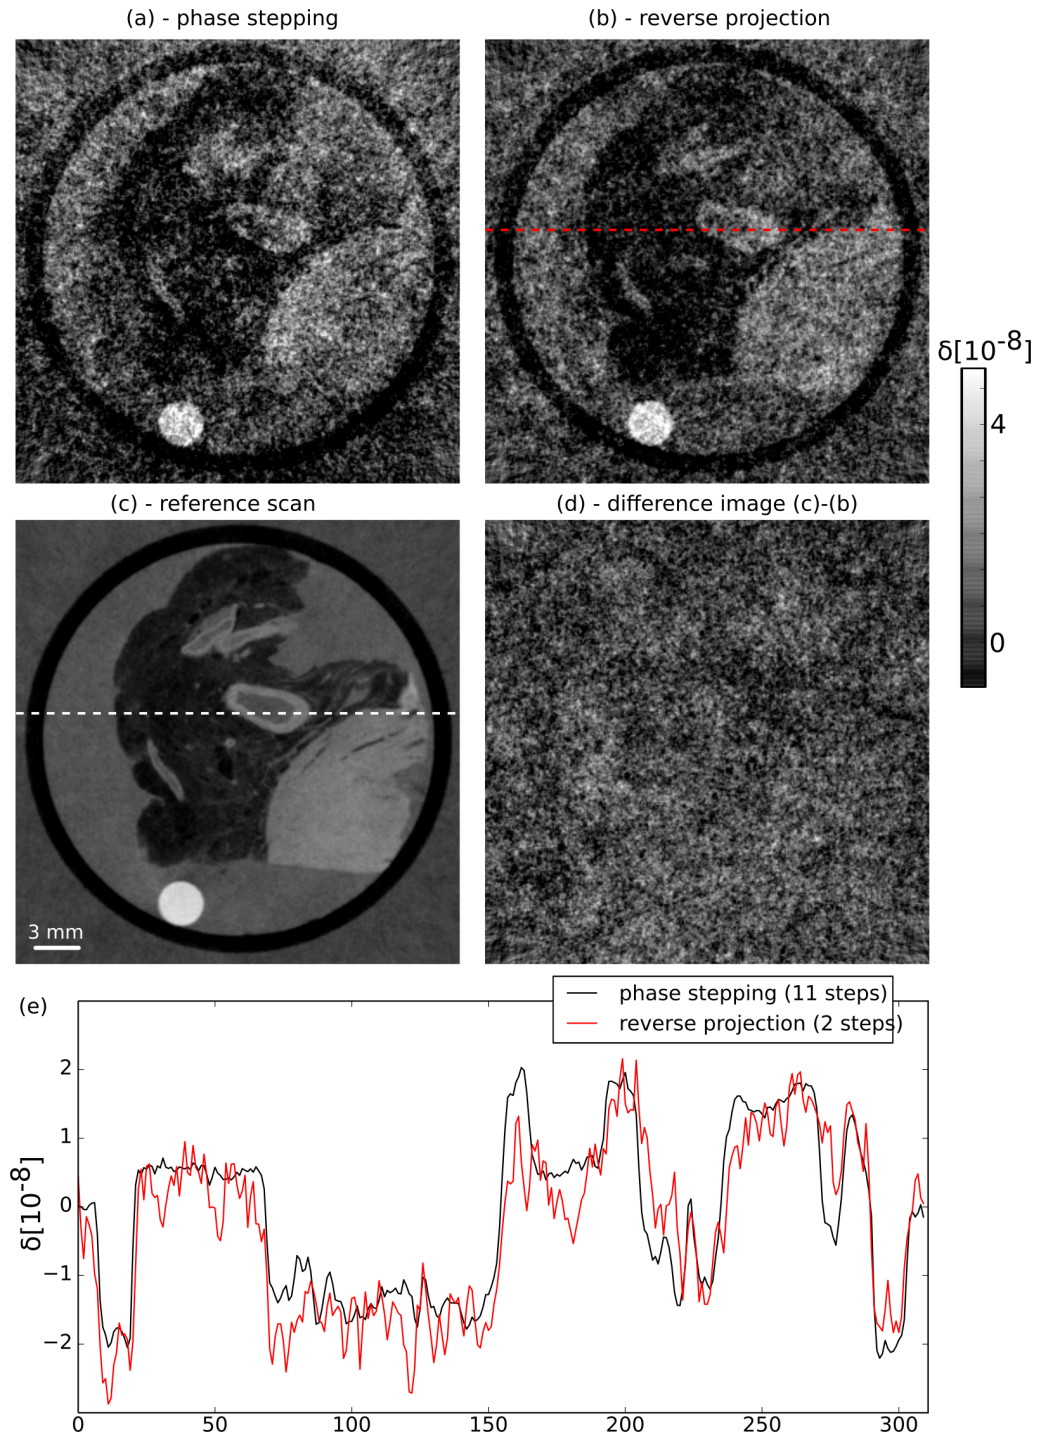 (a) - phase stepping
(b) - reverse projection
δ[10⁻⁸]
4
0
(c) - reference scan
(d) - difference image (c)-(b)
3 mm
(e)
phase stepping (11 steps)
reverse projection (2 steps)
δ[10⁻⁸]
2
1
0
−1
−2
0 50 100 150 200 250 300